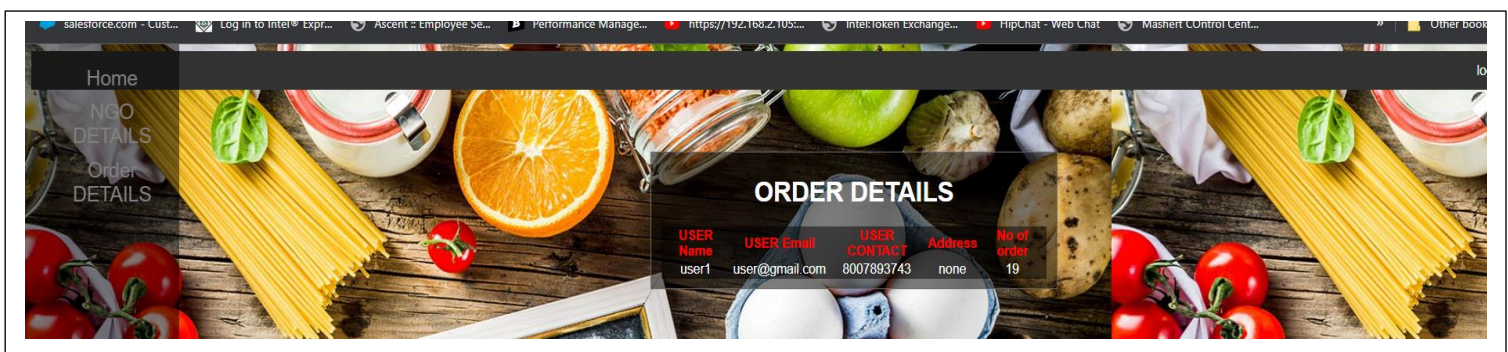 salesforce.com - Cust... Log in to Intel® Expr... Ascent :: Employee Se... Performance Manage... https://192.168.2.105:... Intel:Token Exchange... HipChat - Web Chat Mashert COntrol Cent... » Other book
Home
lo
NGO
DETAILS
Order
DETAILS
ORDER DETAILS
USER Name USER Email USER CONTACT Address No of order
user1 user@gmail.com 8007893743 none 19